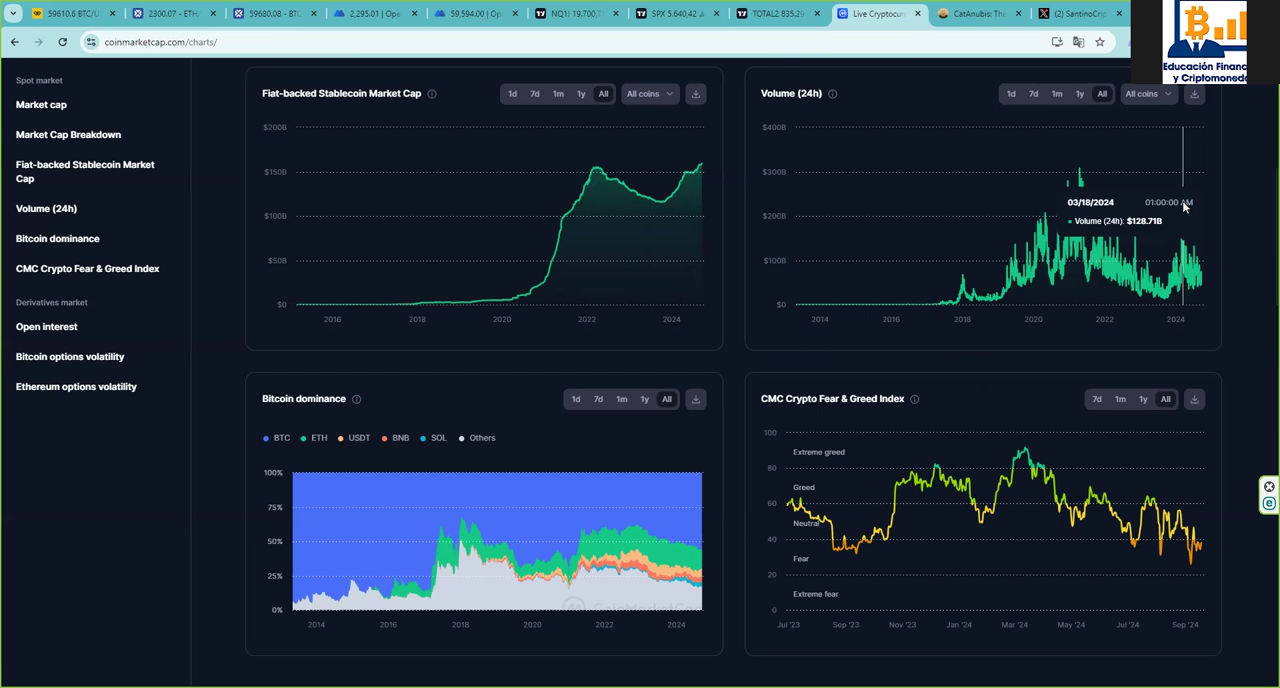 59610.6 BTC/U
2300.07 - ETH/
59680.08 - BTC
2,295.01 | Ope
59,594.00 | Op
NQ1! 19.700,7
SPX 5.640,42
TOTAL2 835.29
Live Cryptocurr
CatAnubis: The
(2) SantinoCrip
coinmarketcap.com/charts/
Educación Financ
y Criptomoneda
Spot market
Market cap
Market Cap Breakdown
Fiat-backed Stablecoin Market
Cap
Volume (24h)
Bitcoin dominance
CMC Crypto Fear & Greed Index
Derivatives market
Open interest
Bitcoin options volatility
Ethereum options volatility
Fiat-backed Stablecoin Market Cap
1d 7d 1m 1y All
All coins
$200B
$150B
$100B
$50B
$0
2016 2018 2020 2022 2024
Volume (24h)
1d 7d 1m 1y All
All coins
$400B
$300B
$200B
$100B
$0
03/18/2024 01:00:00 AM
Volume (24h): $128.71B
2014 2016 2018 2020 2022 2024
Bitcoin dominance
1d 7d 1m 1y All
BTC ETH USDT BNB SOL Others
100%
75%
50%
25%
0%
2014 2016 2018 2020 2022 2024
CMC Crypto Fear & Greed Index
7d 1m 1y All
100
Extreme greed
80
Greed
60
Neutral
40
Fear
20
Extreme fear
0
Jul '23 Sep '23 Nov '23 Jan '24 Mar '24 May '24 Jul '24 Sep '24